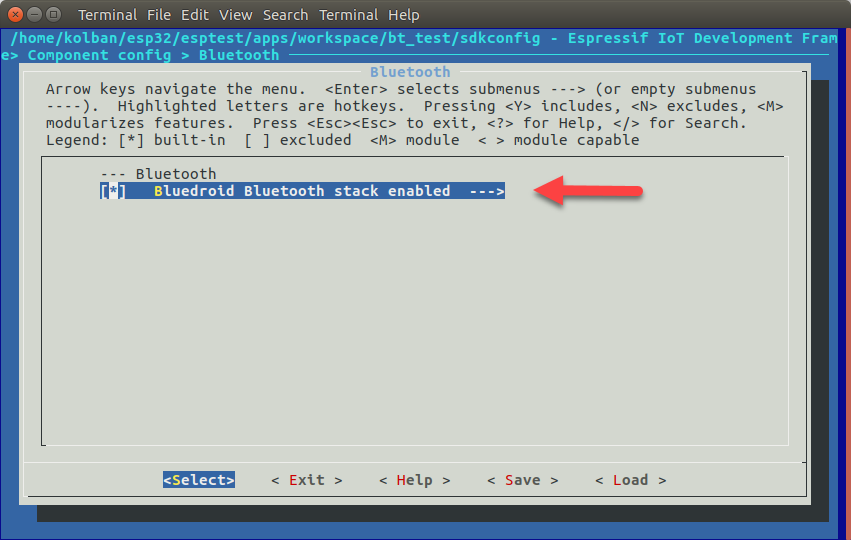 Terminal File Edit View Search Terminal Help
/home/kolban/esp32/esptest/apps/workspace/bt_test/sdkconfig - Espressif IoT Development Fram
e> Component config > Bluetooth
Bluetooth
Arrow keys navigate the menu.  <Enter> selects submenus ---> (or empty submenus
----).  Highlighted letters are hotkeys.  Pressing <Y> includes, <N> excludes, <M>
modularizes features.  Press <Esc><Esc> to exit, <?> for Help, </> for Search.
Legend: [*] built-in  [ ] excluded  <M> module  < > module capable
--- Bluetooth
[*]   Bluedroid Bluetooth stack enabled  --->
<Select>    < Exit >    < Help >    < Save >    < Load >